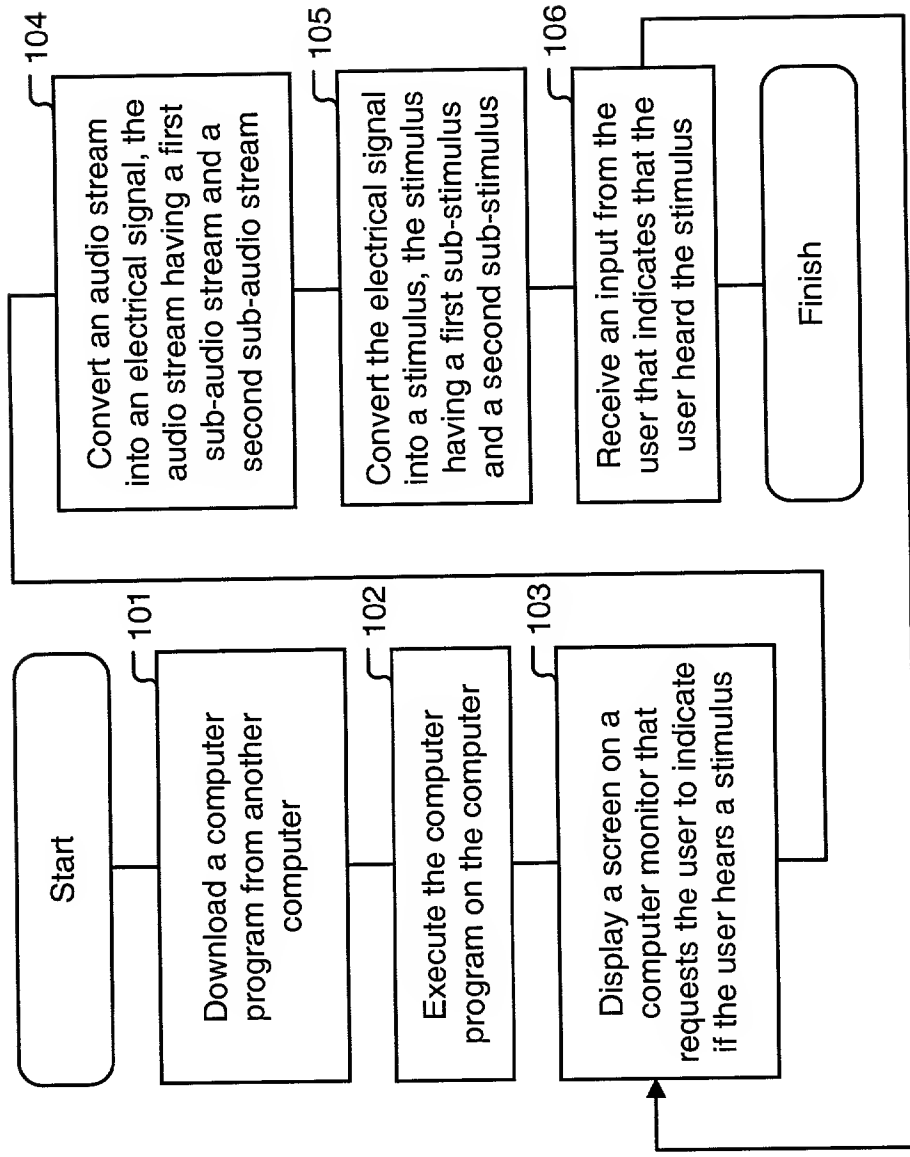 Start
101
Download a computer
program from another
computer
102
Execute the computer
program on the computer
103
Display a screen on a
computer monitor that
requests the user to indicate
if the user hears a stimulus
104
Convert an audio stream
into an electrical signal, the
audio stream having a first
sub-audio stream and a
second sub-audio stream
105
Convert the electrical signal
into a stimulus, the stimulus
having a first sub-stimulus
and a second sub-stimulus
106
Receive an input from the
user that indicates that the
user heard the stimulus
Finish